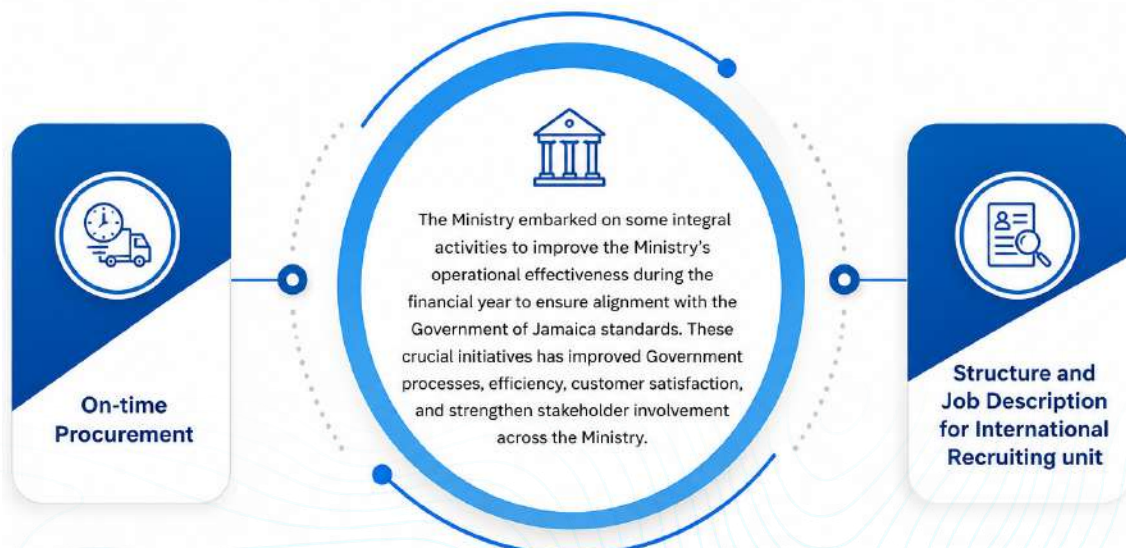 On-time
Procurement
The Ministry embarked on some integral
activities to improve the Ministry's
operational effectiveness during the
financial year to ensure alignment with the
Government of Jamaica standards. These
crucial initiatives has improved Government
processes, efficiency, customer satisfaction,
and strengthen stakeholder involvement
across the Ministry.
Structure and
Job Description
for International
Recruiting unit